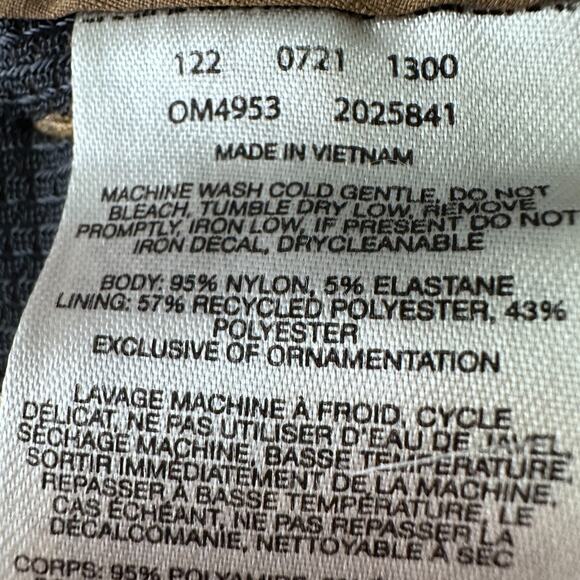 122 0721 1300
OM4953 2025841
MADE IN VIETNAM
MACHINE WASH COLD GENTLE, DO NOT
BLEACH, TUMBLE DRY LOW, REMOVE
PROMPTLY, IRON LOW, IF PRESENT DO NOT
IRON DECAL, DRYCLEANABLE
BODY: 95% NYLON, 5% ELASTANE
LINING: 57% RECYCLED POLYESTER, 43%
POLYESTER
EXCLUSIVE OF ORNAMENTATION
LAVAGE MACHINE À FROID, CYCLE
DÉLICAT, NE PAS UTILISER D'EAU DE JAVEL,
SÉCHAGE MACHINE, BASSE TEMPÉRATURE,
SORTIR IMMÉDIATEMENT DE LA MACHINE,
REPASSER À BASSE TEMPÉRATURE, LE
CAS ÉCHÉANT, NE PAS REPASSER LA
DÉCALCOMANIE, NETTOYABLE À SEC
CORPS: 95% POLYAMIDE,